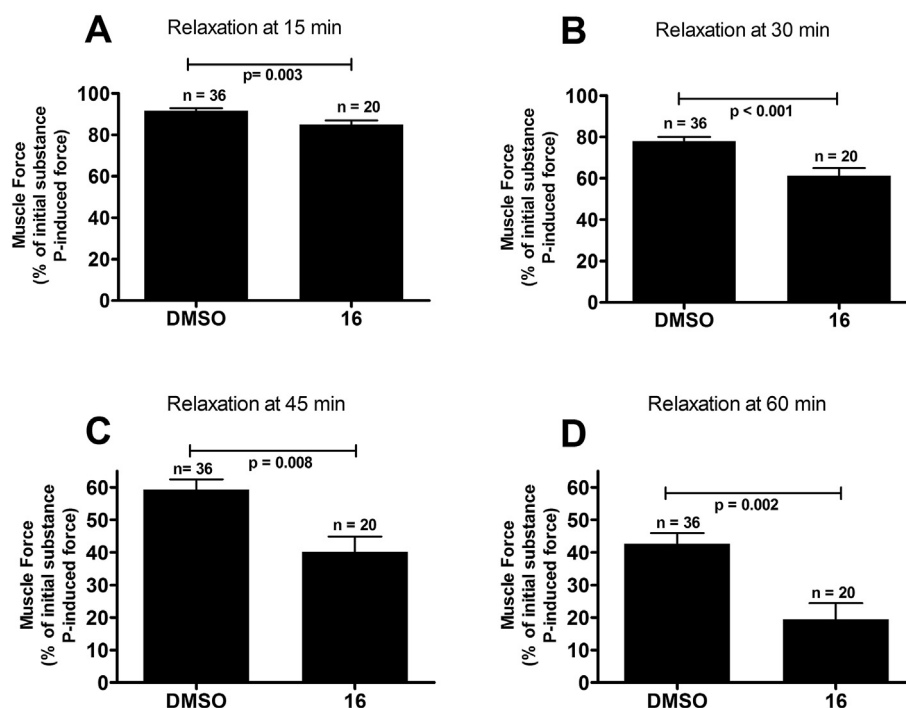 A
Relaxation at 15 min
p= 0.003
n = 36
n = 20
Muscle Force
(% of initial substance
P-induced force)
100
80
60
40
20
0
DMSO
16
B
Relaxation at 30 min
p < 0.001
n = 36
n = 20
Muscle Force
(% of initial substance
P-induced force)
100
80
60
40
20
0
DMSO
16
C
Relaxation at 45 min
p = 0.008
n= 36
n = 20
Muscle Force
(% of initial substance
P-induced force)
60
50
40
30
20
10
0
DMSO
16
D
Relaxation at 60 min
p = 0.002
n = 36
n = 20
Muscle Force
(% of initial substance
P-induced force)
60
50
40
30
20
10
0
DMSO
16